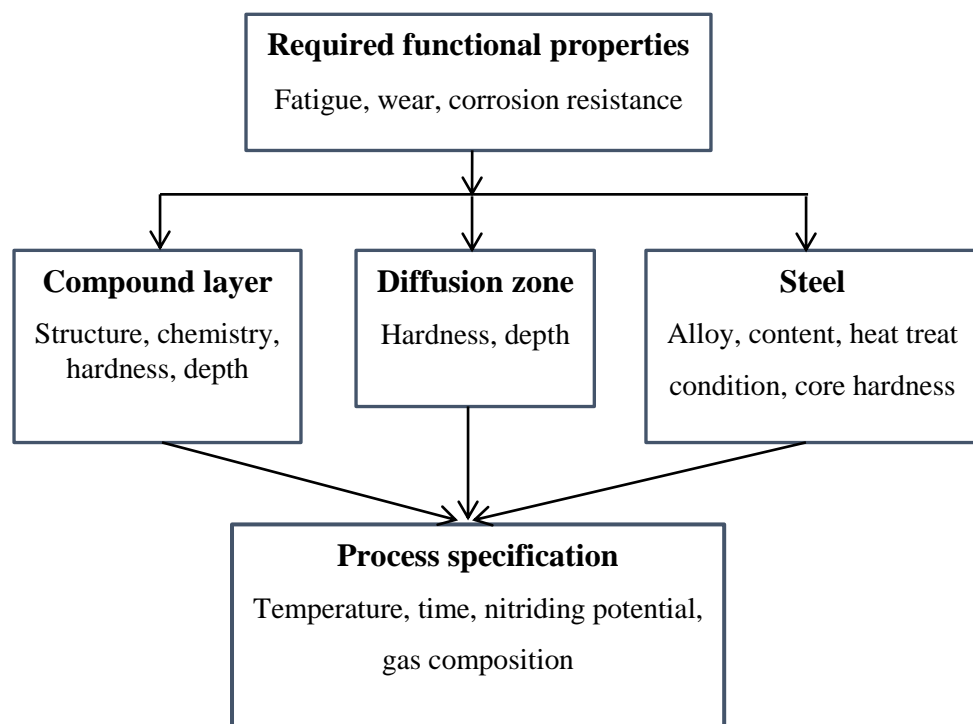 Required functional properties
Fatigue, wear, corrosion resistance
Compound layer
Structure, chemistry,
hardness, depth
Diffusion zone
Hardness, depth
Steel
Alloy, content, heat treat
condition, core hardness
Process specification
Temperature, time, nitriding potential,
gas composition